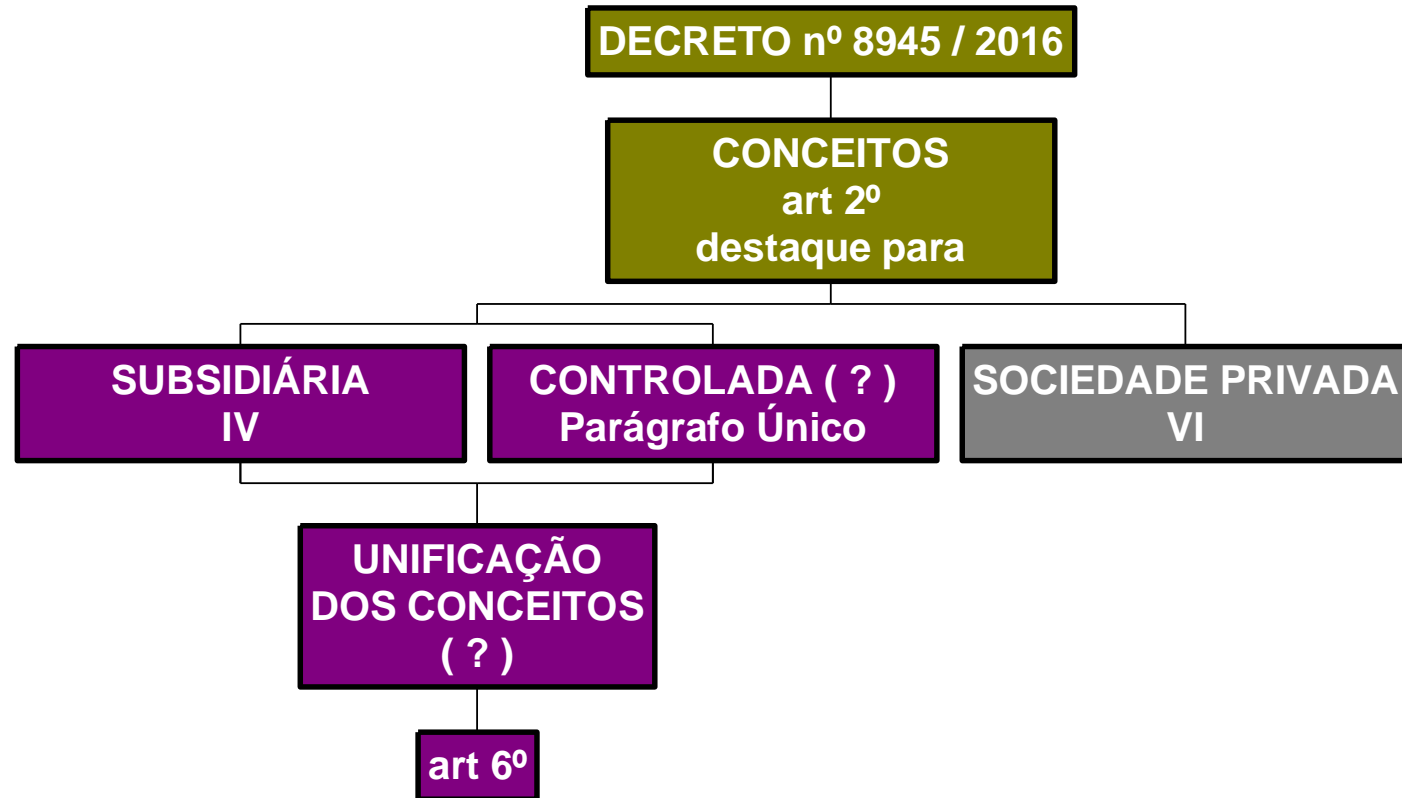 DECRETO nº 8945 / 2016
CONCEITOS
art 2º
destaque para
SUBSIDIÁRIA
IV
CONTROLADA ( ? )
Parágrafo Único
SOCIEDADE PRIVADA
VI
UNIFICAÇÃO
DOS CONCEITOS
( ? )
art 6º